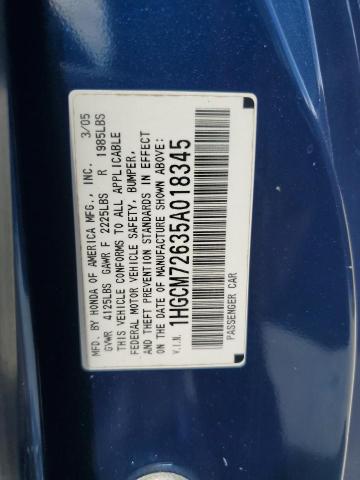 MFD. BY HONDA OF AMERICA MFG., INC. 3/05
GVWR 4125LBS GAWR F 2225LBS R 1985LBS
THIS VEHICLE CONFORMS TO ALL APPLICABLE
FEDERAL MOTOR VEHICLE SAFETY, BUMPER,
AND THEFT PREVENTION STANDARDS IN EFFECT
ON THE DATE OF MANUFACTURE SHOWN ABOVE:
V.I.N. 1HGCM72635A018345
PASSENGER CAR